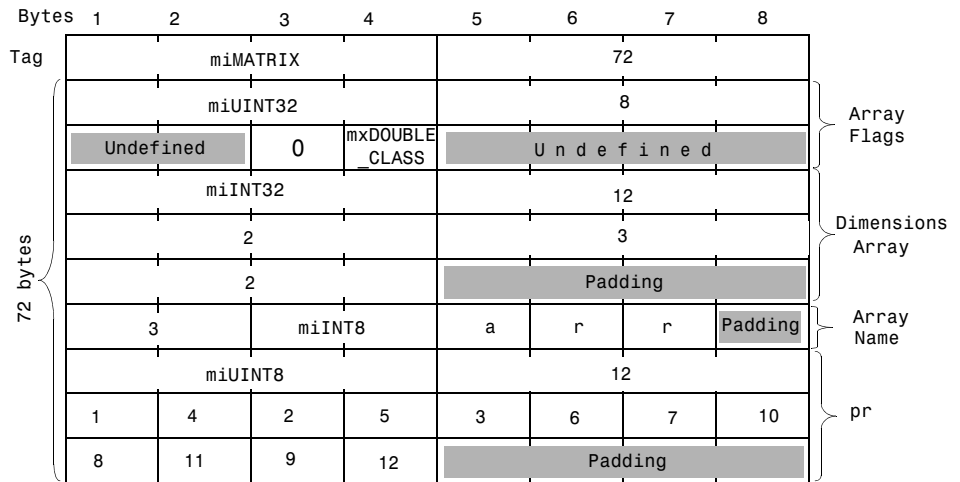 Bytes 1 2 3 4 5 6 7 8
Tag miMATRIX 72
miUINT32 8
Array Flags
Undefined 0 mxDOUBLE_CLASS Undefined
miINT32 12
2 3
Dimensions Array
2 Padding
72 bytes
3 miINT8 a r r Padding
Array Name
miUINT8 12
1 4 2 5 3 6 7 10
pr
8 11 9 12 Padding